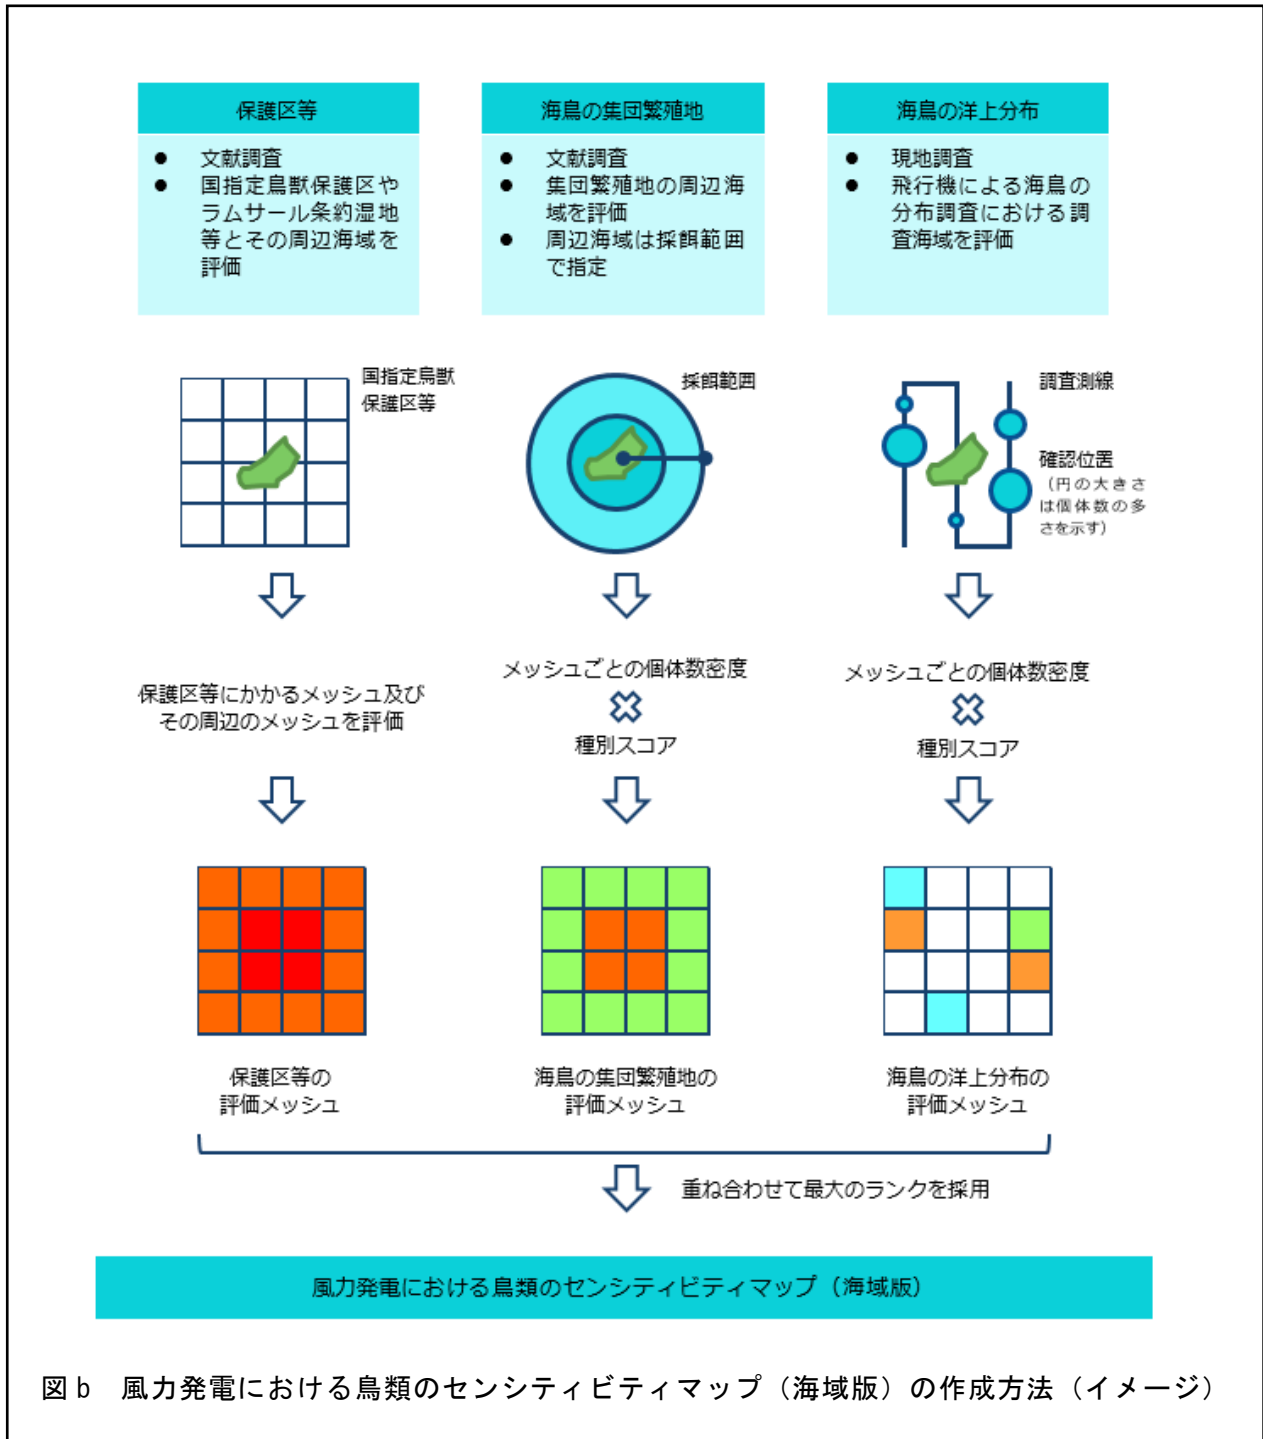 保護区等
● 文献調査
● 国指定鳥獣保護区や
ラムサール条約湿地
等とその周辺海域を
評価
海鳥の集団繁殖地
● 文献調査
● 集団繁殖地の周辺海
域を評価
● 周辺海域は採餌範囲
で指定
海鳥の洋上分布
● 現地調査
● 飛行機による海鳥の
分布調査における調
査海域を評価
国指定鳥獣
保護区等
採餌範囲
調査測線
確認位置
（円の大きさ
は個体数の多
さを示す）
保護区等にかかるメッシュ及び
その周辺のメッシュを評価
メッシュごとの個体数密度
種別スコア
メッシュごとの個体数密度
種別スコア
保護区等の
評価メッシュ
海鳥の集団繁殖地の
評価メッシュ
海鳥の洋上分布の
評価メッシュ
重ね合わせて最大のランクを採用
風力発電における鳥類のセンシティビティマップ（海域版）
図 b　風力発電における鳥類のセンシティビティマップ（海域版）の作成方法（イメージ）